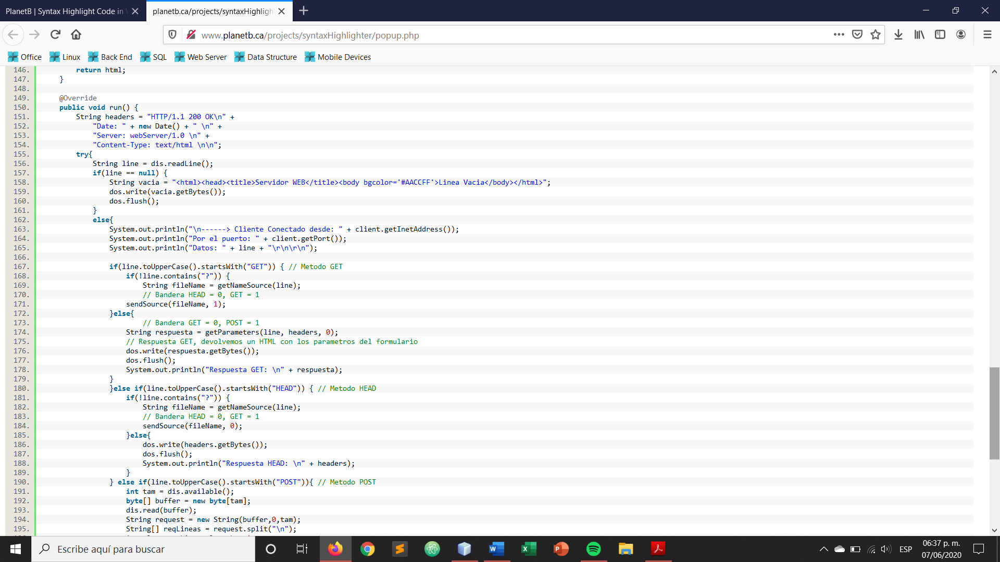 PlanetB | Syntax Highlight Code in
planetb.ca/projects/syntaxHighligh
www.planetb.ca/projects/syntaxHighlighter/popup.php
Office Linux Back End SQL Web Server Data Structure Mobile Devices
146. return html;
147. }
148.
149. @Override
150. public void run() {
151. String headers = "HTTP/1.1 200 OK\n" +
152. "Date: " + new Date() + " \n" +
153. "Server: webServer/1.0 \n" +
154. "Content-Type: text/html \n\n";
155. try{
156. String line = dis.readLine();
157. if(line == null) {
158. String vacia = "<html><head><title>Servidor WEB</title><body bgcolor='#AACCFF'>Linea Vacia</body></html>";
159. dos.write(vacia.getBytes());
160. dos.flush();
161. }
162. else{
163. System.out.println("\n------> Cliente Conectado desde: " + client.getInetAddress());
164. System.out.println("Por el puerto: " + client.getPort());
165. System.out.println("Datos: " + line + "\r\n\r\n");
166.
167. if(line.toUpperCase().startsWith("GET")) { // Metodo GET
168. if(!line.contains("?")) {
169. String fileName = getNameSource(line);
170. // Bandera HEAD = 0, GET = 1
171. sendSource(fileName, 1);
172. }else{
173. // Bandera GET = 0, POST = 1
174. String respuesta = getParameters(line, headers, 0);
175. // Respuesta GET, devolvemos un HTML con los parametros del formulario
176. dos.write(respuesta.getBytes());
177. dos.flush();
178. System.out.println("Respuesta GET: \n" + respuesta);
179. }
180. }else if(line.toUpperCase().startsWith("HEAD")) { // Metodo HEAD
181. if(!line.contains("?")) {
182. String fileName = getNameSource(line);
183. // Bandera HEAD = 0, GET = 1
184. sendSource(fileName, 0);
185. }else{
186. dos.write(headers.getBytes());
187. dos.flush();
188. System.out.println("Respuesta HEAD: \n" + headers);
189. }
190. } else if(line.toUpperCase().startsWith("POST")){ // Metodo POST
191. int tam = dis.available();
192. byte[] buffer = new byte[tam];
193. dis.read(buffer);
194. String request = new String(buffer,0,tam);
195. String[] reqLineas = request.split("\n");
Escribe aquí para buscar
ESP
06:37 p. m.
07/06/2020